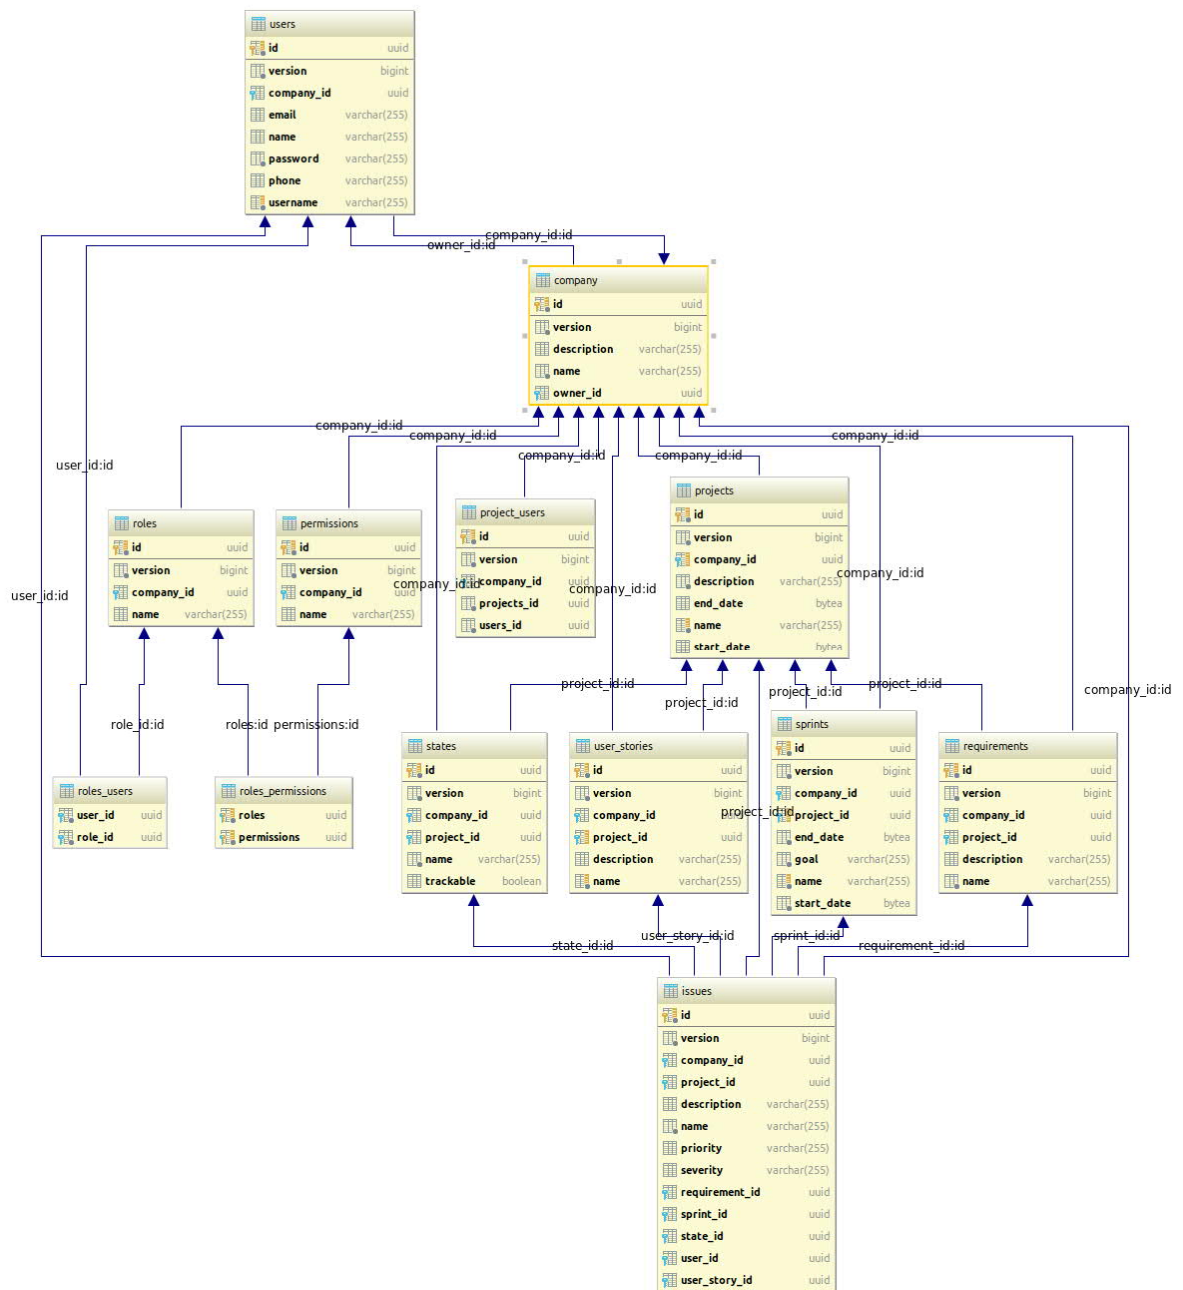 users
id uuid
version bigint
company_id uuid
email varchar(255)
name varchar(255)
password varchar(255)
phone varchar(255)
username varchar(255)
company_id:id
owner_id:id
company
id uuid
version bigint
description varchar(255)
name varchar(255)
owner_id uuid
company_id:id
company_id:id
company_id:id
company_id:id
company_id:id
user_id:id
roles
id uuid
version bigint
company_id uuid
name varchar(255)
permissions
id uuid
version bigint
company_id uuid
name varchar(255)
project_users
id uuid
version bigint
company_id uuid
projects_id uuid
users_id uuid
projects
id uuid
version bigint
company_id uuid
description varchar(255)
end_date bytea
name varchar(255)
start_date bytea
company_id:id
company_id:id
company_id:id
user_id:id
project_id:id
project_id:id
project_id:id
project_id:id
company_id:id
role_id:id
roles:id
permissions:id
roles_users
user_id uuid
role_id uuid
roles_permissions
roles uuid
permissions uuid
states
id uuid
version bigint
company_id uuid
project_id uuid
name varchar(255)
trackable boolean
user_stories
id uuid
version bigint
company_id uuid
project_id uuid
description varchar(255)
name varchar(255)
project_id:id
sprints
id uuid
version bigint
company_id uuid
project_id uuid
end_date bytea
goal varchar(255)
name varchar(255)
start_date bytea
requirements
id uuid
version bigint
company_id uuid
project_id uuid
description varchar(255)
name varchar(255)
state_id:id
user_story_id:id
sprint_id:id
requirement_id:id
issues
id uuid
version bigint
company_id uuid
project_id uuid
description varchar(255)
name varchar(255)
priority varchar(255)
severity varchar(255)
requirement_id uuid
sprint_id uuid
state_id uuid
user_id uuid
user_story_id uuid